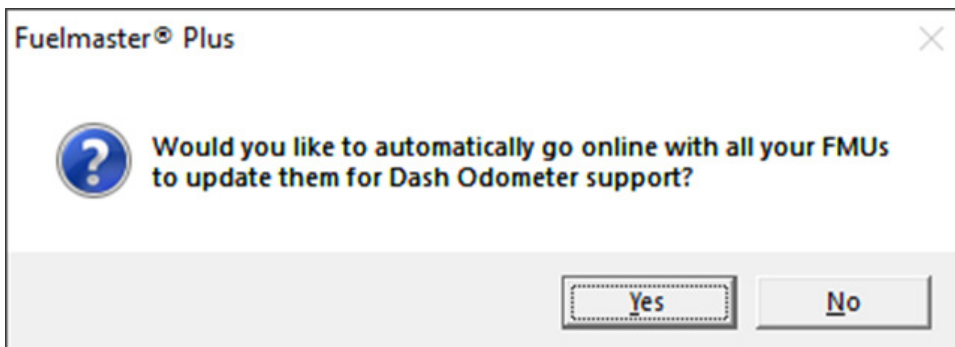 Fuelmaster® Plus
Would you like to automatically go online with all your FMUs
to update them for Dash Odometer support?
Yes
No